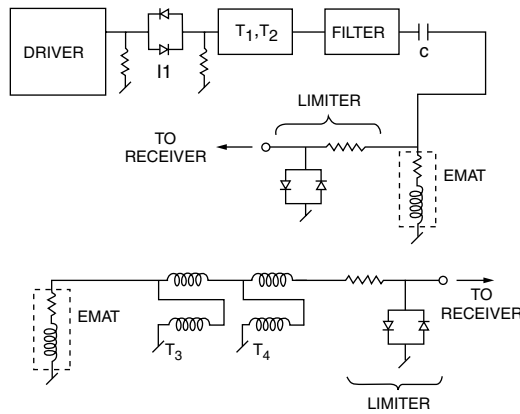 DRIVER
I1
T1,T2
FILTER
c
LIMITER
TO
RECEIVER
EMAT
EMAT
T3
T4
TO
RECEIVER
LIMITER